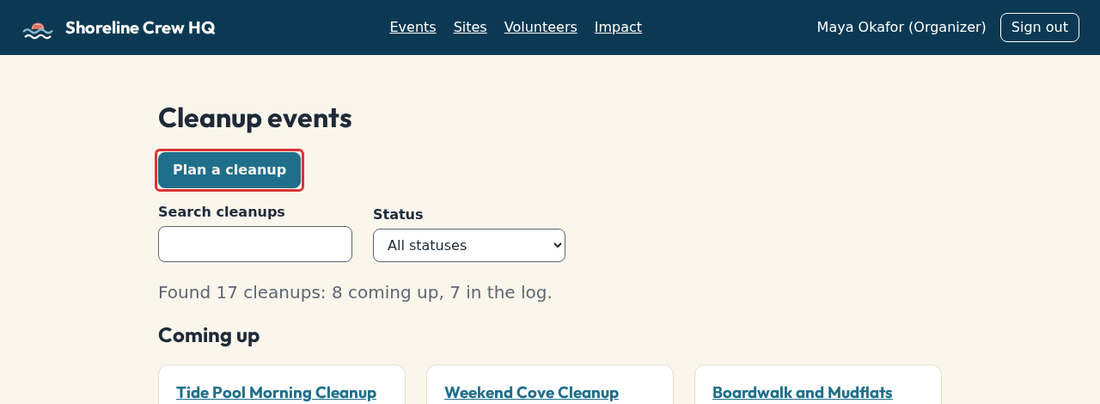 Shoreline Crew HQ
Events Sites Volunteers Impact
Maya Okafor (Organizer) Sign out
Cleanup events
Plan a cleanup
Search cleanups
Status
All statuses
Found 17 cleanups: 8 coming up, 7 in the log.
Coming up
Tide Pool Morning Cleanup
Weekend Cove Cleanup
Boardwalk and Mudflats